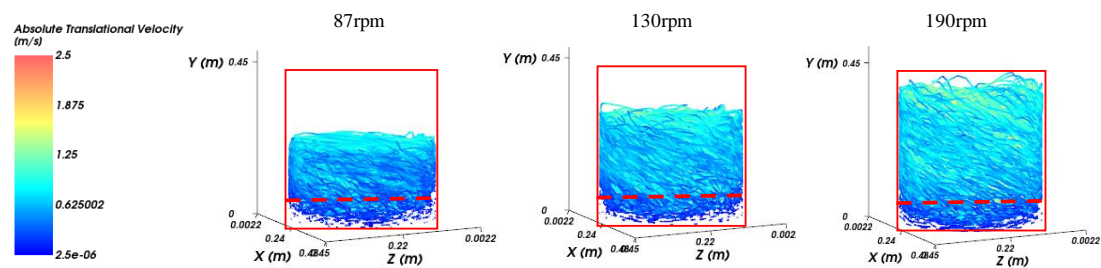 87rpm
130rpm
190rpm
Absolute Translational Velocity
(m/s)
2.5
1.875
1.25
0.625002
2.5e-06
Y (m) 0.45
0
0.24
X (m)
0.22
Z (m)
0.0022
Y (m) 0.45
0
0.0022
0.24
X (m)
0.22
Z (m)
0.002
Y (m) 0.45
0
0.0022
0.24
X (m)
0.22
Z (m)
0.0022